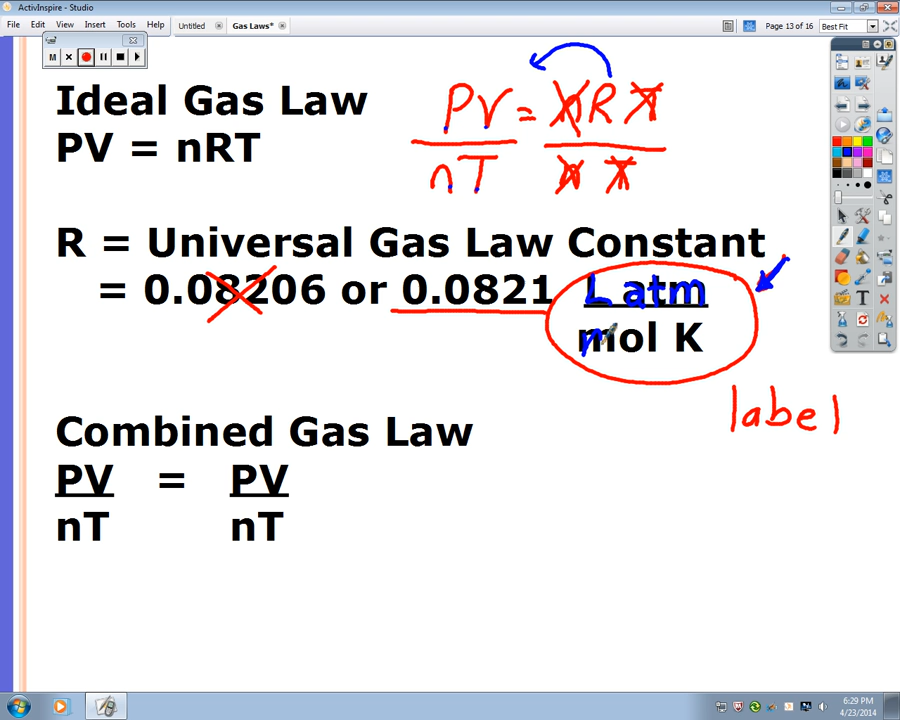 ActivInspire - Studio
File Edit View Insert Tools Help
Untitled Gas Laws*
Page 13 of 16 Best Fit
M
Ideal Gas Law
PV = nRT
PV = nRT
nT nT
R = Universal Gas Law Constant
= 0.08206 or 0.0821 L atm
mol K
label
Combined Gas Law
PV = PV
nT nT
T
6:29 PM
4/23/2014